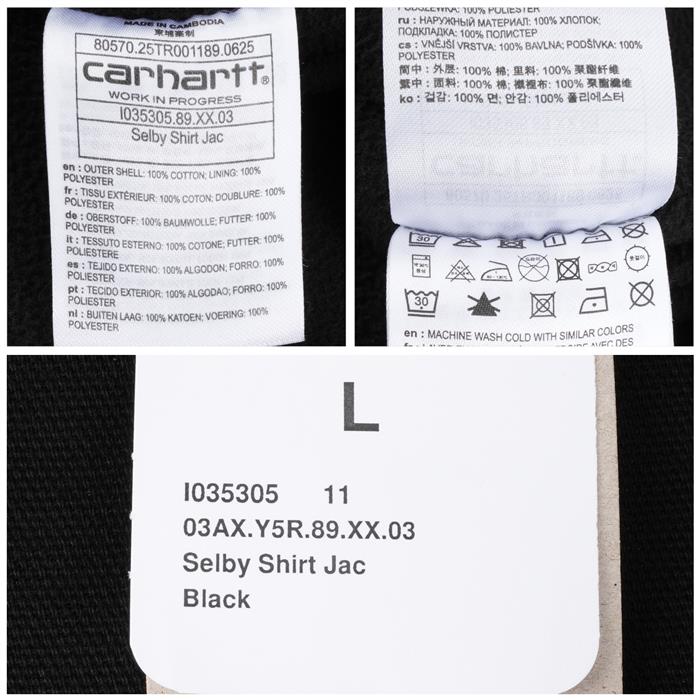 MADE IN CAMBODIA
柬埔寨制
80570.25TR001189.0625
carhartt®
WORK IN PROGRESS
I035305.89.XX.03
Selby Shirt Jac
en : OUTER SHELL: 100% COTTON; LINING: 100%
POLYESTER
fr : TISSU EXTÉRIEUR: 100% COTON; DOUBLURE: 100%
POLYESTER
de : OBERSTOFF: 100% BAUMWOLLE; FUTTER: 100%
POLYESTER
it : TESSUTO ESTERNO: 100% COTONE; FUTTER: 100%
POLIESTERE
es : TEJIDO EXTERNO: 100% ALGODON; FORRO: 100%
POLIESTER
pt : TECIDO EXTERIOR: 100% ALGODAO; FORRO: 100%
POLIESTER
nl : BUITEN LAAG: 100% KATOEN; VOERING: 100%
POLYESTER
PODSZEWKA: 100% POLIESTER
ru : НАРУЖНЫЙ МАТЕРИАЛ: 100% ХЛОПОК;
ПОДКЛАДКА: 100% ПОЛИЭСТЕР
cs : VNĚJŠÍ VRSTVA: 100% BAVLNA; PODŠÍVKA:
100% POLYESTER
简中 : 外层: 100% 棉; 里料: 100% 聚酯纤维
繁中 : 面料: 100% 棉; 襯裡布: 100% 聚酯纖維
ko : 겉감: 100% 면; 안감: 100% 폴리에스터
30
30
en : MACHINE WASH COLD WITH SIMILAR COLORS
L
I035305 11
03AX.Y5R.89.XX.03
Selby Shirt Jac
Black